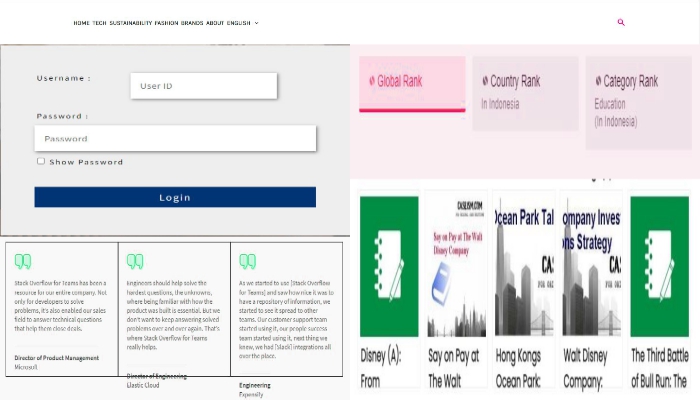 HOME TECH SUSTAINABILITY FASHION BRANDS ABOUT ENGLISH
Username :
User ID
Password :
Password
Show Password
Login
Global Rank
Country Rank
In Indonesia
Category Rank
Education
(In Indonesia)
Stack Overflow for Teams has been a
resource for our entire company. Not
only for developers to solve
problems, it's also enabled our sales
field to answer technical questions
that help them close deals.
Director of Product Management
Microsoft
Engineers should help solve the
hardest questions, the unknowns,
where being familiar with how the
product was built is essential. But we
don't want to keep answering solved
problems over and over again. That's
where Stack Overflow for Teams
really helps.
Director of Engineering
Elastic Cloud
As we started to use [Stack Overflow
for Teams] and saw how nice it was to
have a repository of information, we
started to see it spread to other
teams. Our customer support team
started using it, our people success
team started using it, next thing we
knew, we had [Slack] integrations all
over the place.
Engineering
Expensify
CASEISM.COM
Say on Pay at The Walt
Disney Company
Ocean Park Tal
CA
FOR
ompany Inves
ns Strategy
CA
FOR
Disney (A):
From
Say on Pay at
The Walt
Hong Kongs
Ocean Park:
Walt Disney
Company:
The Third Battle
of Bull Run: The